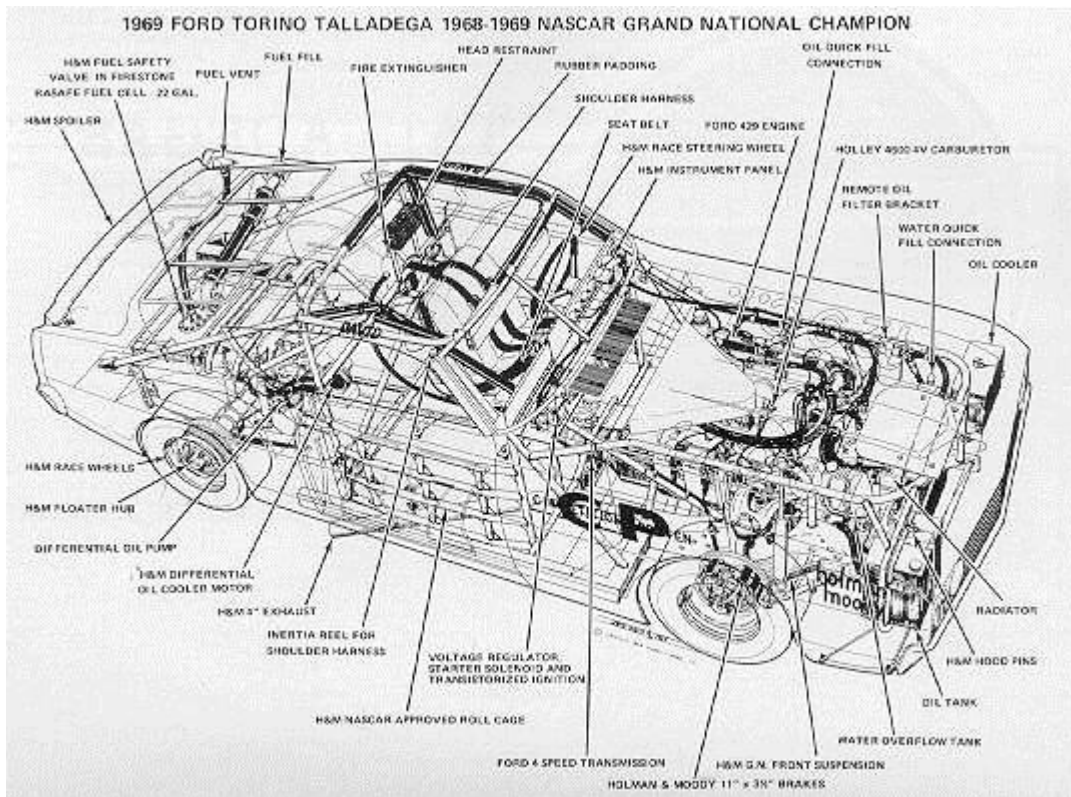 1969 FORD TORINO TALLADEGA 1968-1969 NASCAR GRAND NATIONAL CHAMPION
H&M FUEL SAFETY
VALVE IN FIRESTONE
RASAFE FUEL CELL 22 GAL.
FUEL VENT
FUEL FILL
FIRE EXTINGUISHER
HEAD RESTRAINT
RUBBER PADDING
OIL QUICK FILL
CONNECTION
H&M SPOILER
SHOULDER HARNESS
SEAT BELT
FORD 429 ENGINE
H&M RACE STEERING WHEEL
HOLLEY 4500 4V CARBURETOR
H&M INSTRUMENT PANEL
REMOTE OIL
FILTER BRACKET
WATER QUICK
FILL CONNECTION
OIL COOLER
H&M RACE WHEELS
H&M FLOATER HUB
DIFFERENTIAL OIL PUMP
H&M DIFFERENTIAL
OIL COOLER MOTOR
H&M 4" EXHAUST
INERTIA REEL FOR
SHOULDER HARNESS
VOLTAGE REGULATOR,
STARTER SOLENOID AND
TRANSISTORIZED IGNITION
H&M NASCAR APPROVED ROLL CAGE
holman
moody
RADIATOR
H&M HOOD PINS
OIL TANK
WATER OVERFLOW TANK
FORD 4 SPEED TRANSMISSION
H&M G.N. FRONT SUSPENSION
HOLMAN & MOODY 11" x 3½" BRAKES